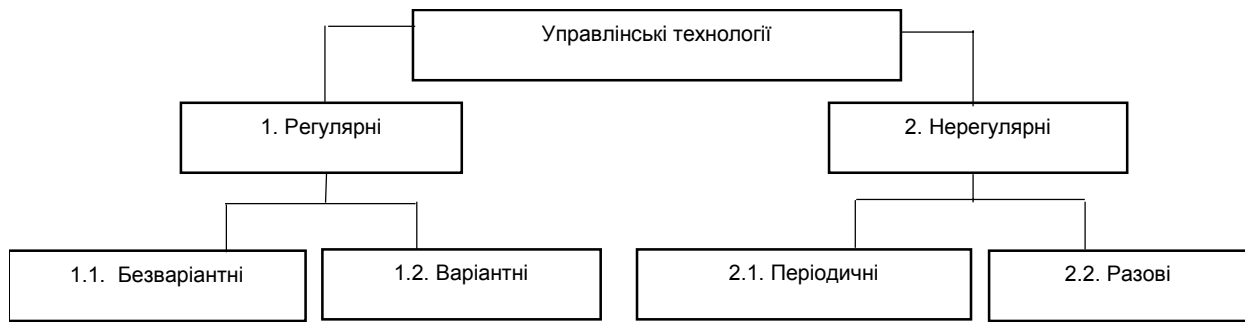 Управлінські технології
1. Регулярні
2. Нерегулярні
1.1. Безваріантні
1.2. Варіантні
2.1. Періодичні
2.2. Разові